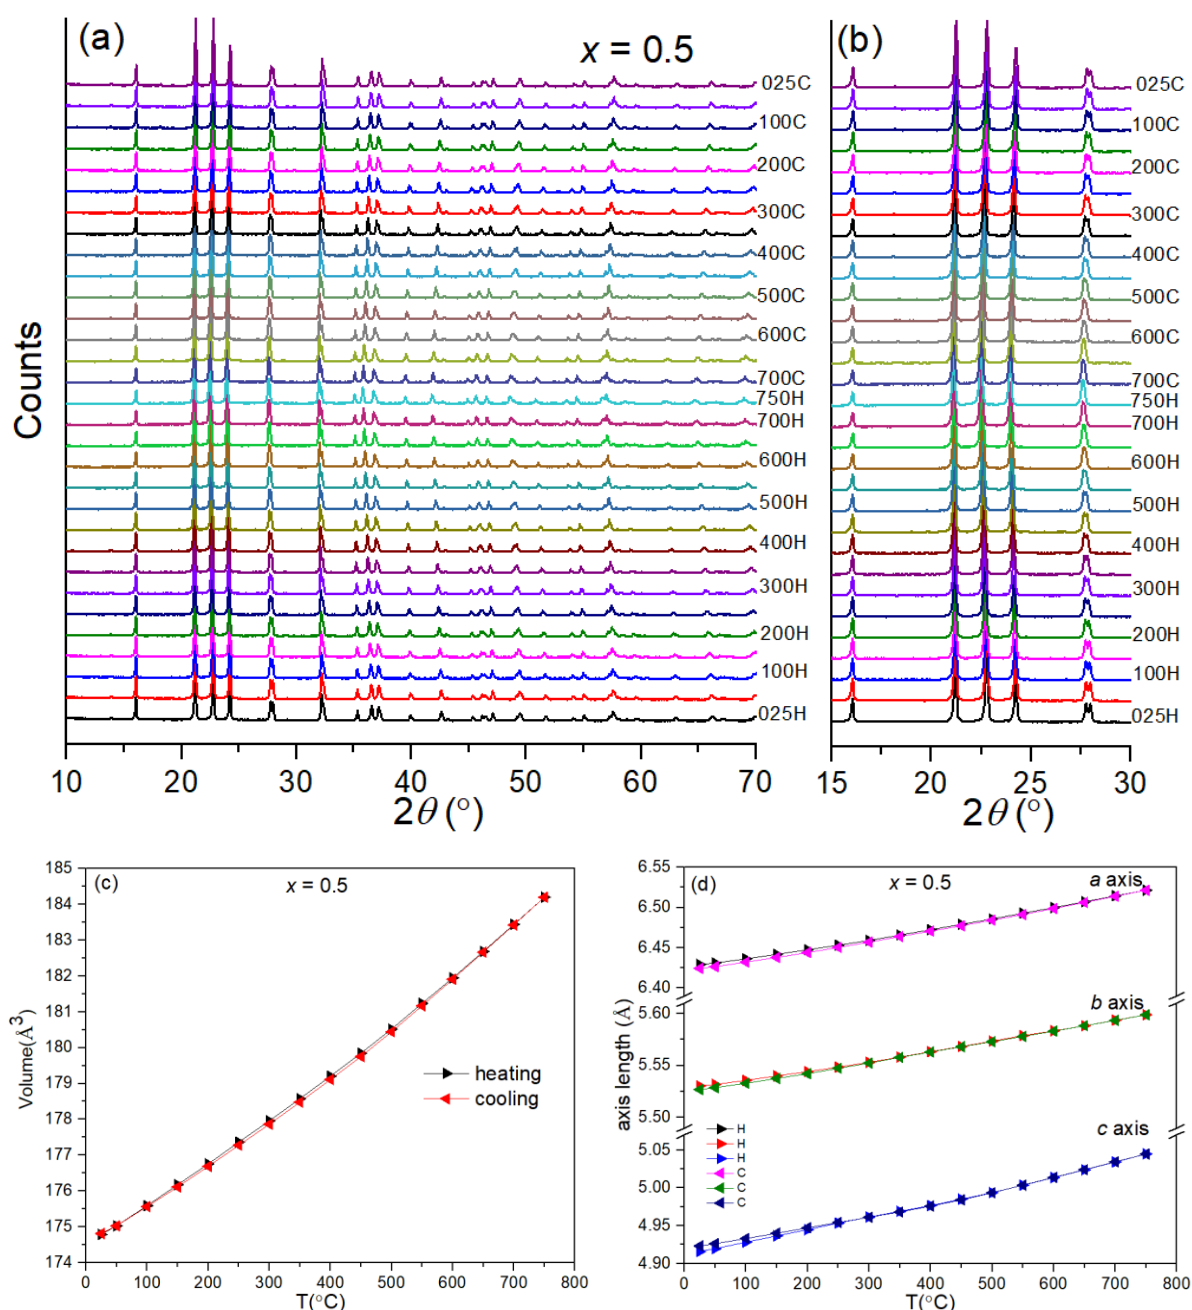 (a)
x = 0.5
025C
100C
200C
300C
400C
500C
600C
700C
750H
700H
600H
500H
400H
300H
200H
100H
025H
Counts
10 20 30 40 50 60 70
2θ (°)
(b)
025C
100C
200C
300C
400C
500C
600C
700C
750H
700H
600H
500H
400H
300H
200H
100H
025H
15 20 25 30
2θ (°)
(c)
x = 0.5
185
184
183
182
181
180
179
178
177
176
175
174
Volume(Å³)
heating
cooling
0 100 200 300 400 500 600 700 800
T(°C)
(d)
x = 0.5
a axis
b axis
c axis
6.55
6.50
6.45
6.40
5.60
5.55
5.50
5.05
5.00
4.95
4.90
axis length (Å)
H
H
H
C
C
C
0 100 200 300 400 500 600 700 800
T(°C)